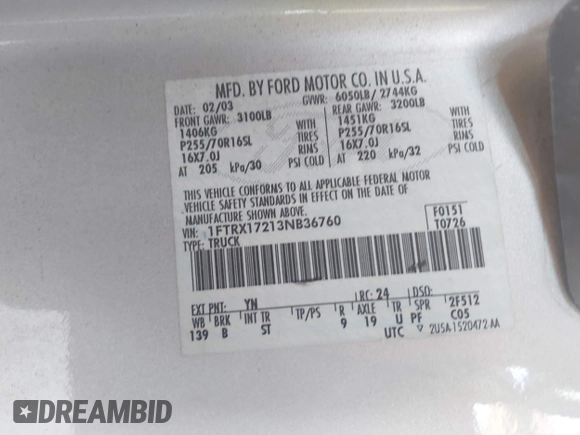 MFD. BY FORD MOTOR CO. IN U.S.A.
DATE: 02/03 GVWR: 6050LB/ 2744KG
FRONT GAWR: 3100LB REAR GAWR: 3200LB
1406KG WITH 1451KG WITH
P255/70R16SL TIRES P255/70R16SL TIRES
16X7.0J RIMS 16X7.0J RIMS
AT 205 kPa/30 PSI COLD AT 220 kPa/32 PSI COLD
THIS VEHICLE CONFORMS TO ALL APPLICABLE FEDERAL MOTOR
VEHICLE SAFETY STANDARDS IN EFFECT ON THE DATE OF
MANUFACTURE SHOWN ABOVE.
VIN: 1FTRX17213NB36760 F0151
TYPE: TRUCK T0726
EXT PNT: YN RC: 24 DSO:
WB BRK INT TR TP/PS R AXLE TR SPR 2F512
139 B ST 9 19 U PF C05
UTC 2U5A 1520472 AA
DREAMBID